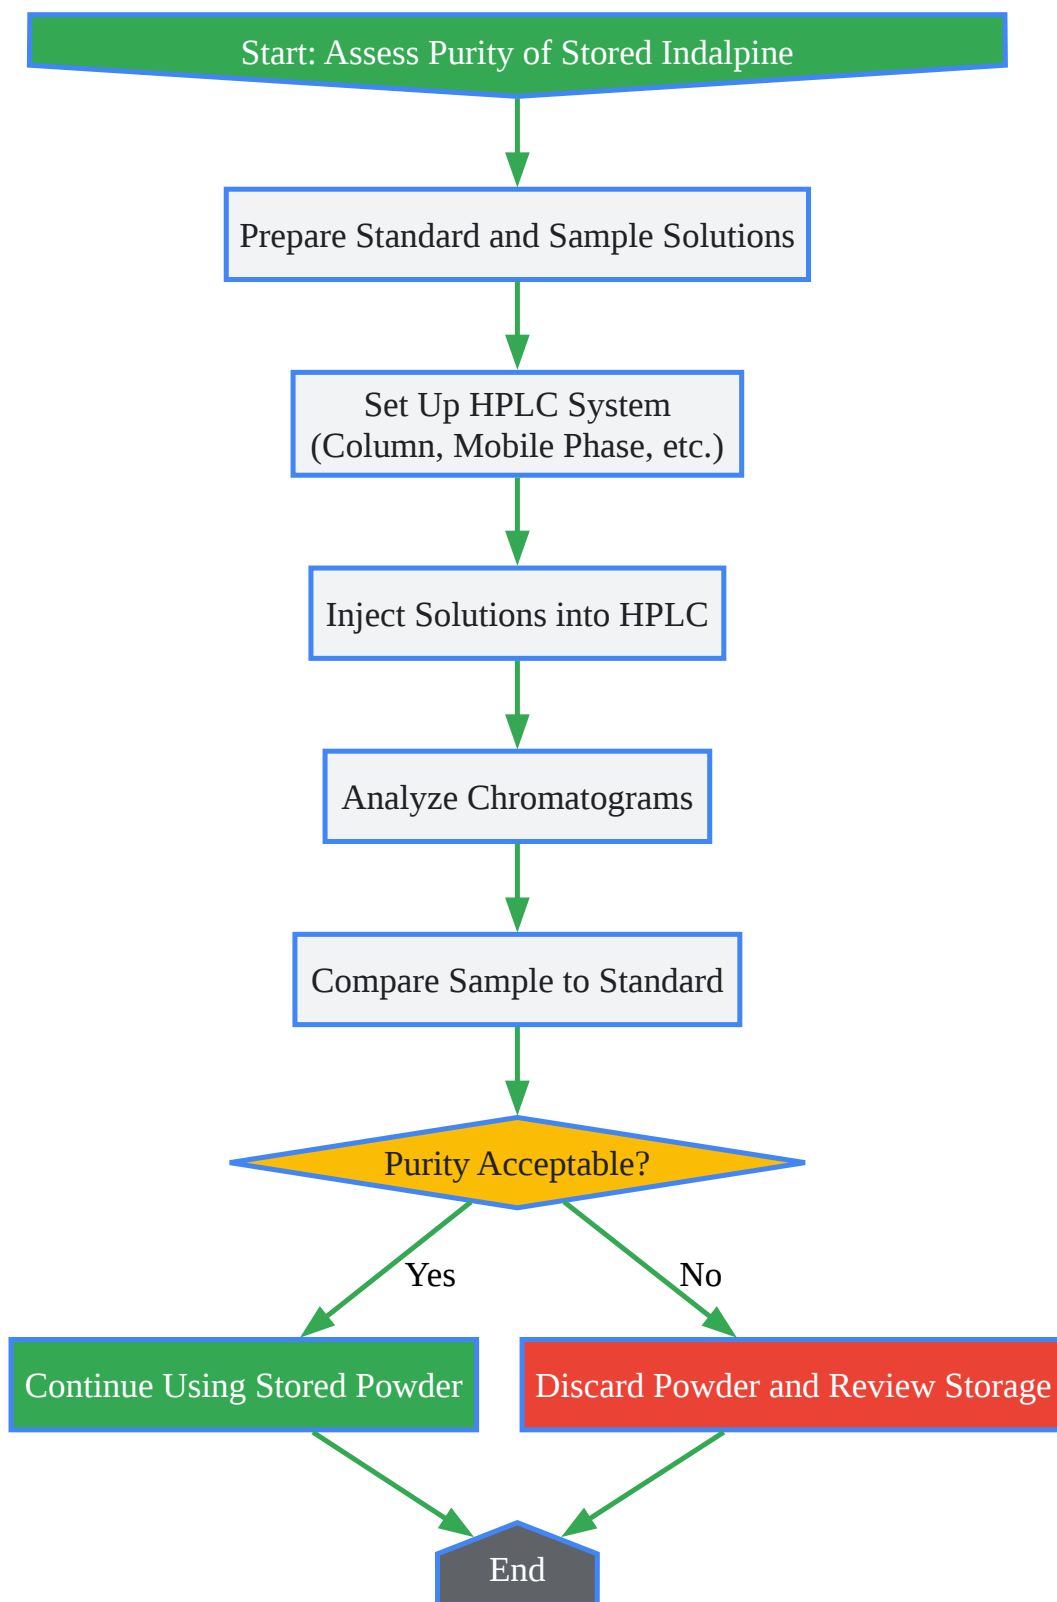 Start: Assess Purity of Stored Indalpine
Prepare Standard and Sample Solutions
Set Up HPLC System
(Column, Mobile Phase, etc.)
Inject Solutions into HPLC
Analyze Chromatograms
Compare Sample to Standard
Purity Acceptable?
Yes
No
Continue Using Stored Powder
Discard Powder and Review Storage
End